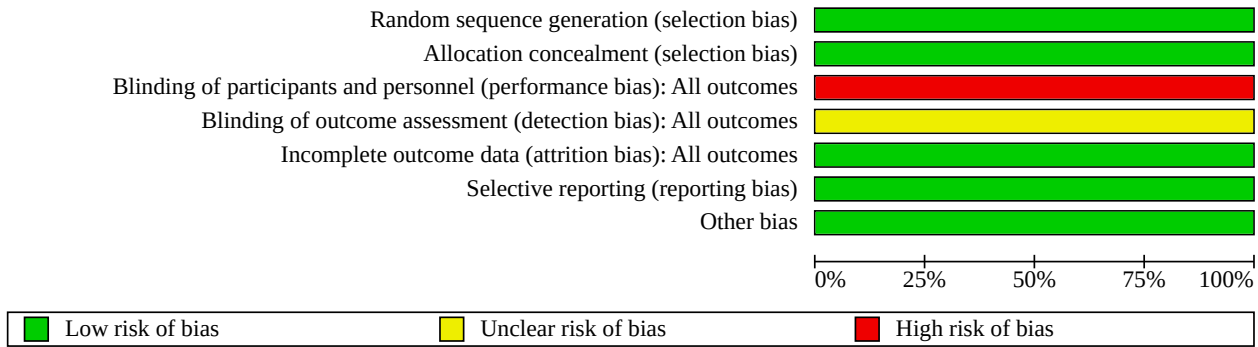 Random sequence generation (selection bias)
Allocation concealment (selection bias)
Blinding of participants and personnel (performance bias): All outcomes
Blinding of outcome assessment (detection bias): All outcomes
Incomplete outcome data (attrition bias): All outcomes
Selective reporting (reporting bias)
Other bias
0% 25% 50% 75% 100%
Low risk of bias Unclear risk of bias High risk of bias